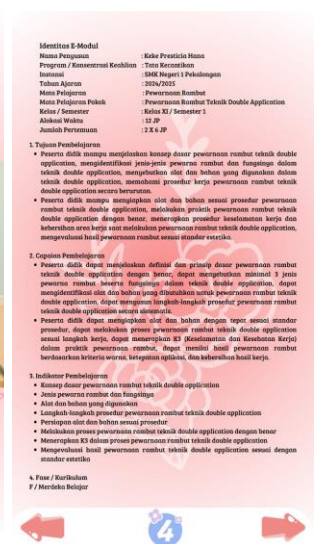 Identitas E-Modul
Nama Penyusun : Keke Presticia Hana
Program / Konsentrasi Keahlian : Tata Kecantikan
Instansi : SMK Negeri 1 Pekalongan
Tahun Ajaran : 2024/2025
Mata Pelajaran : Pewarnaan Rambut
Mata Pelajaran Pokok : Pewarnaan Rambut Teknik Double Application
Kelas / Semester : Kelas XI / Semester 1
Alokasi Waktu : 12 JP
Jumlah Pertemuan : 2 X 6 JP
1. Tujuan Pembelajaran
• Peserta didik mampu menjelaskan konsep dasar pewarnaan rambut teknik double
application, mengidentifikasi jenis-jenis pewarna rambut dan fungsinya dalam
teknik double application, menyebutkan alat dan bahan yang digunakan dalam
teknik double application, memahami prosedur kerja pewarnaan rambut teknik
double application secara berurutan.
• Peserta didik mampu menyiapkan alat dan bahan sesuai prosedur pewarnaan
rambut teknik double application, melakukan praktik pewarnaan rambut teknik
double application dengan benar, menerapkan prosedur keselamatan kerja dan
kebersihan area kerja saat melakukan pewarnaan rambut teknik double application,
mengevaluasi hasil pewarnaan rambut sesuai standar estetika.
2. Capaian Pembelajaran
• Peserta didik dapat menjelaskan definisi dan prinsip dasar pewarnaan rambut
teknik double application dengan benar, dapat menyebutkan minimal 3 jenis
pewarna rambut beserta fungsinya dalam teknik double application, dapat
mengidentifikasi alat dan bahan yang dibutuhkan untuk pewarnaan rambut teknik
double application, dapat menyusun langkah-langkah prosedur pewarnaan rambut
teknik double application secara sistematis.
• Peserta didik dapat menyiapkan alat dan bahan dengan tepat sesuai standar
prosedur, dapat melakukan proses pewarnaan rambut teknik double application
sesuai langkah kerja, dapat menerapkan K3 (Keselamatan dan Kesehatan Kerja)
dalam praktik pewarnaan rambut, dapat menilai hasil pewarnaan rambut
berdasarkan kriteria warna, ketepatan aplikasi, dan kebersihan hasil kerja.
3. Indikator Pembelajaran
• Konsep dasar pewarnaan rambut teknik double application
• Jenis pewarna rambut dan fungsinya
• Alat dan bahan yang digunakan
• Langkah-langkah prosedur pewarnaan rambut teknik double application
• Persiapan alat dan bahan sesuai prosedur
• Melakukan proses pewarnaan rambut teknik double application dengan benar
• Menerapkan K3 dalam proses pewarnaan rambut teknik double application
• Mengevaluasi hasil pewarnaan rambut teknik double application sesuai dengan
standar estetika
4. Fase / Kurikulum
F / Merdeka Belajar
4